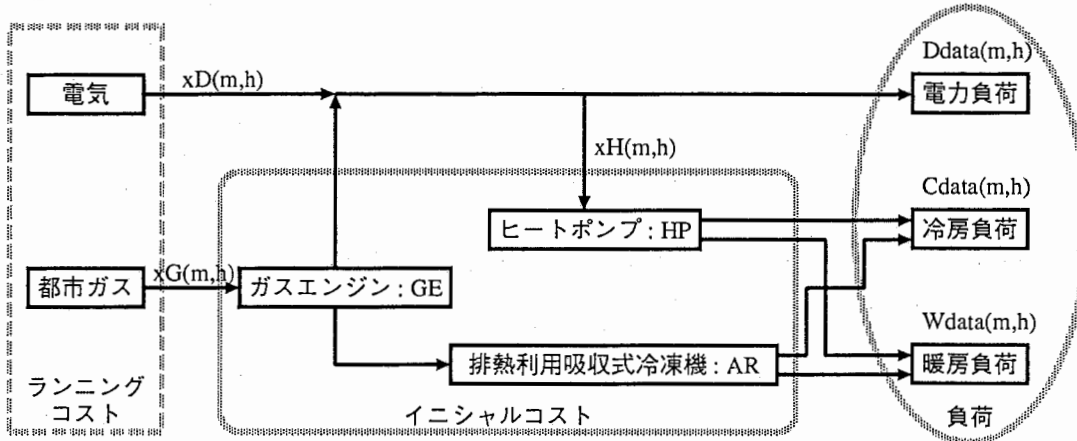 Ddata(m,h)
電気
xD(m,h)
電力負荷
xH(m,h)
Cdata(m,h)
ヒートポンプ : HP
冷房負荷
都市ガス
xG(m,h)
ガスエンジン : GE
Wdata(m,h)
排熱利用吸収式冷凍機 : AR
暖房負荷
ランニング
コスト
イニシャルコスト
負荷